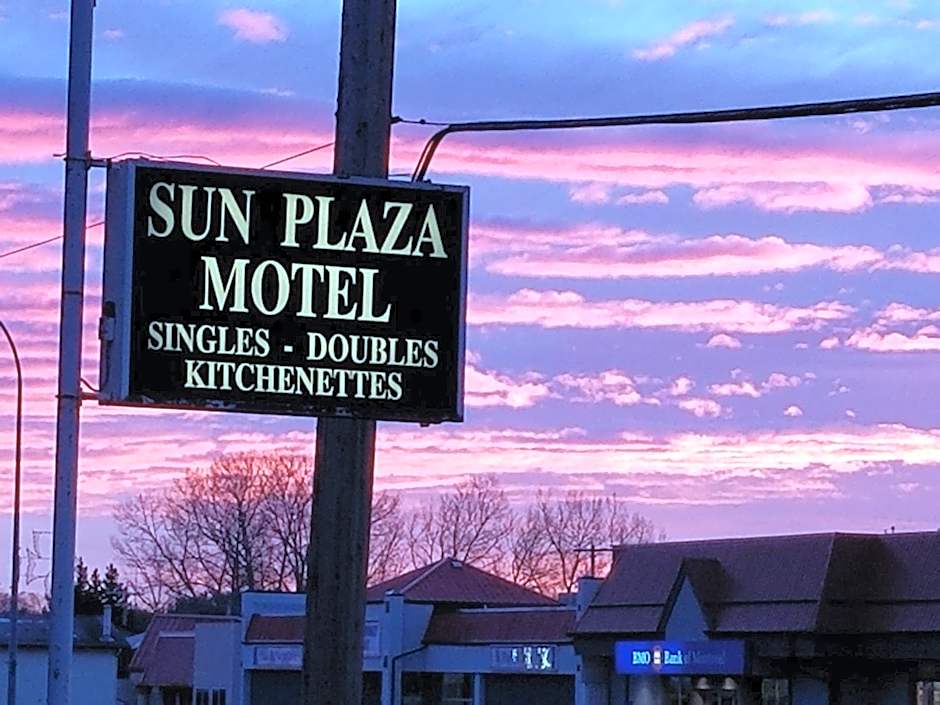 SUN PLAZA
MOTEL
SINGLES - DOUBLES
KITCHENETTES
BMO Bank of Montreal